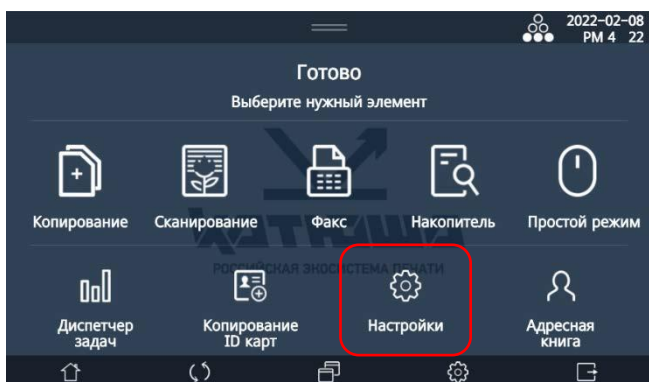 2022-02-08
PM 4 22
Готово
Выберите нужный элемент
Копирование Сканирование Факс Накопитель Простой режим
КАТЮША
РОССИЙСКАЯ ЭКОСИСТЕМА ПЕЧАТИ
Диспетчер задач
Копирование ID карт
Настройки
Адресная книга